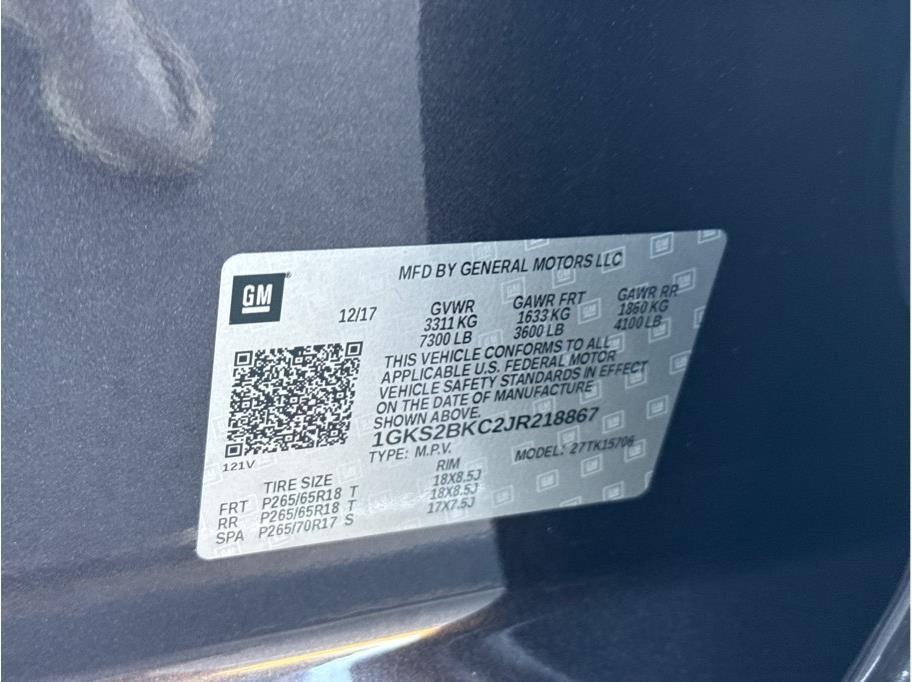 MFD BY GENERAL MOTORS LLC
GM
12/17
GVWR GAWR FRT GAWR RR
3311 KG 1633 KG 1860 KG
7300 LB 3600 LB 4100 LB
THIS VEHICLE CONFORMS TO ALL
APPLICABLE U.S. FEDERAL MOTOR
VEHICLE SAFETY STANDARDS IN EFFECT
ON THE DATE OF MANUFACTURE
SHOWN ABOVE.
1GKS2BKC2JR218867
TYPE: M.P.V. MODEL: 27TK15706
121V
TIRE SIZE RIM
FRT P265/65R18 T 18X8.5J
RR P265/65R18 T 18X8.5J
SPA P265/70R17 S 17X7.5J